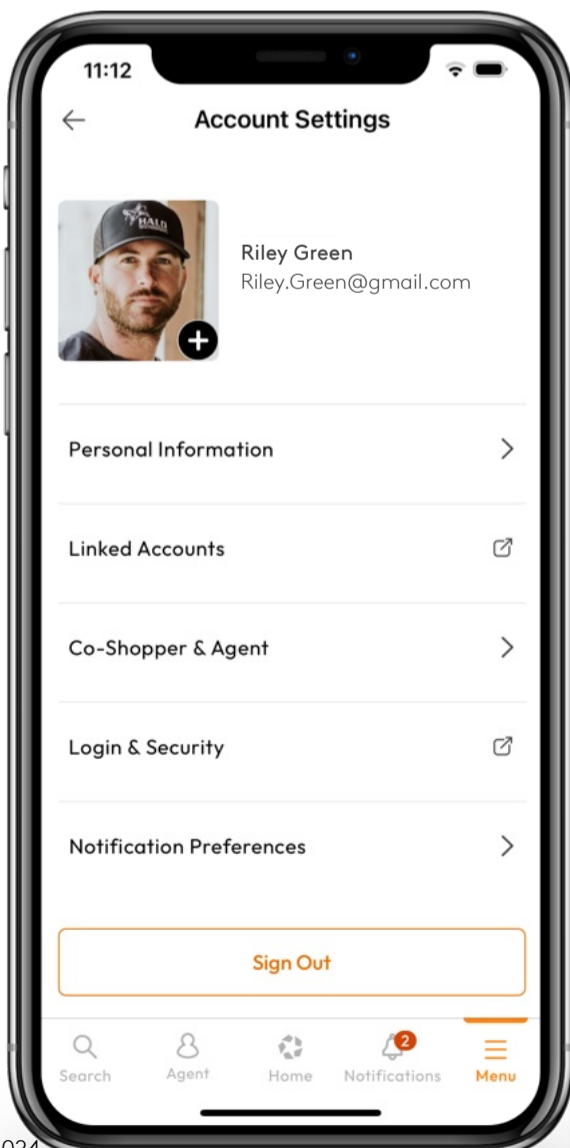 11:12
Account Settings
HALO
Riley Green
Riley.Green@gmail.com
Personal Information
Linked Accounts
Co-Shopper & Agent
Login & Security
Notification Preferences
Sign Out
2
Search
Agent
Home
Notifications
Menu